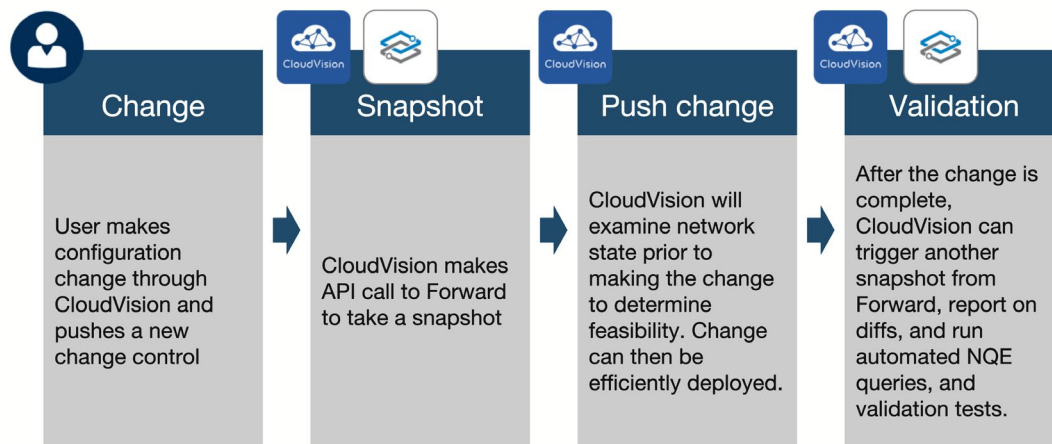 CloudVision
CloudVision
CloudVision
Change
Snapshot
Push change
Validation
User makes
configuration
change through
CloudVision and
pushes a new
change control
CloudVision makes
API call to Forward
to take a snapshot
CloudVision will
examine network
state prior to
making the change
to determine
feasibility. Change
can then be
efficiently deployed.
After the change is
complete,
CloudVision can
trigger another
snapshot from
Forward, report on
diffs, and run
automated NQE
queries, and
validation tests.